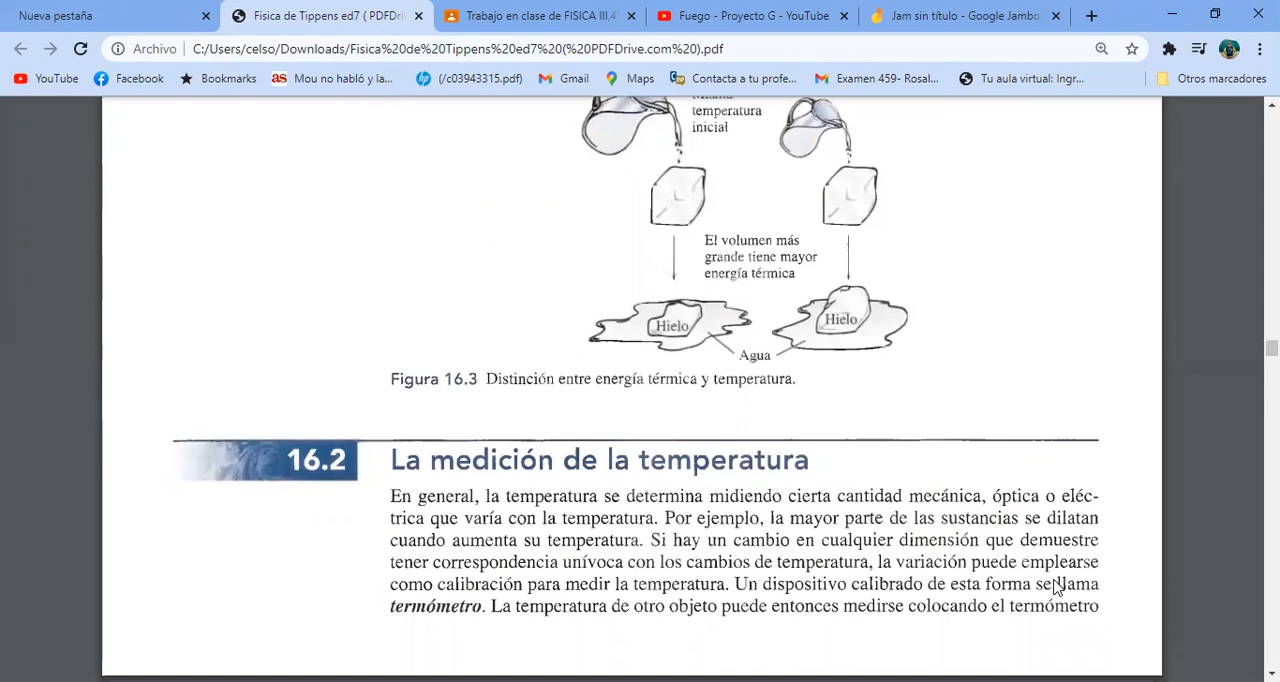 Nueva pestaña
Fisica de Tippens ed7 ( PDFDri
Trabajo en clase de FISICA III,4
Fuego - Proyecto G - YouTube
Jam sin título - Google Jambo
Archivo
C:/Users/celso/Downloads/Fisica%20de%20Tippens%20ed7%20(%20PDFDrive.com%20).pdf
YouTube
Facebook
Bookmarks
Mou no habló y la...
(/c03943315.pdf)
Gmail
Maps
Contacta a tu profe...
Examen 459- Rosal...
Tu aula virtual: Ingr...
Otros marcadores
temperatura
inicial
El volumen más
grande tiene mayor
energía térmica
Hielo
Hielo
Agua
Figura 16.3 Distinción entre energía térmica y temperatura.
16.2 La medición de la temperatura
En general, la temperatura se determina midiendo cierta cantidad mecánica, óptica o eléc-
trica que varía con la temperatura. Por ejemplo, la mayor parte de las sustancias se dilatan
cuando aumenta su temperatura. Si hay un cambio en cualquier dimensión que demuestre
tener correspondencia unívoca con los cambios de temperatura, la variación puede emplearse
como calibración para medir la temperatura. Un dispositivo calibrado de esta forma se llama
termómetro. La temperatura de otro objeto puede entonces medirse colocando el termómetro